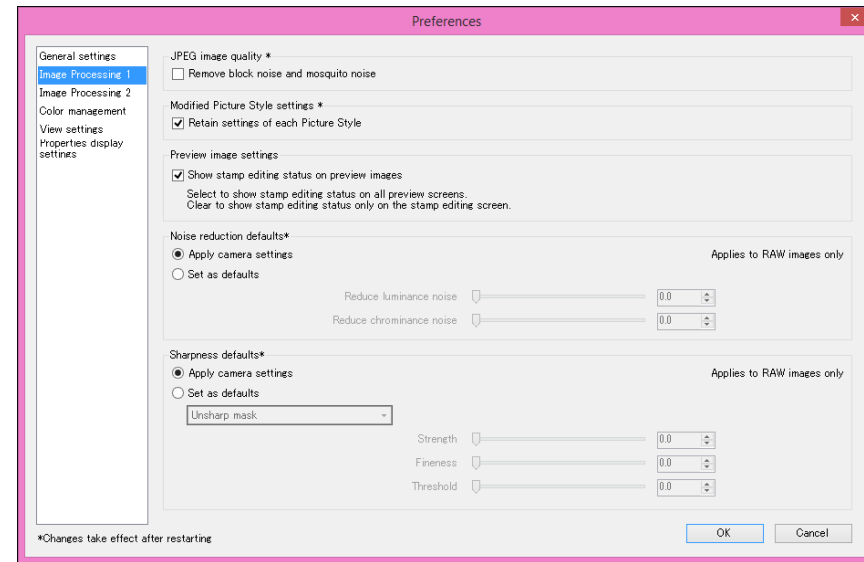 Preferences
General settings
Image Processing 1
Image Processing 2
Color management
View settings
Properties display
settings
JPEG image quality *
Remove block noise and mosquito noise
Modified Picture Style settings *
Retain settings of each Picture Style
Preview image settings
Show stamp editing status on preview images
Select to show stamp editing status on all preview screens.
Clear to show stamp editing status only on the stamp editing screen.
Noise reduction defaults*
Apply camera settings Applies to RAW images only
Set as defaults
Reduce luminance noise 0.0
Reduce chrominance noise 0.0
Sharpness defaults*
Apply camera settings Applies to RAW images only
Set as defaults
Unsharp mask
Strength 0.0
Fineness 0.0
Threshold 0.0
*Changes take effect after restarting
OK Cancel